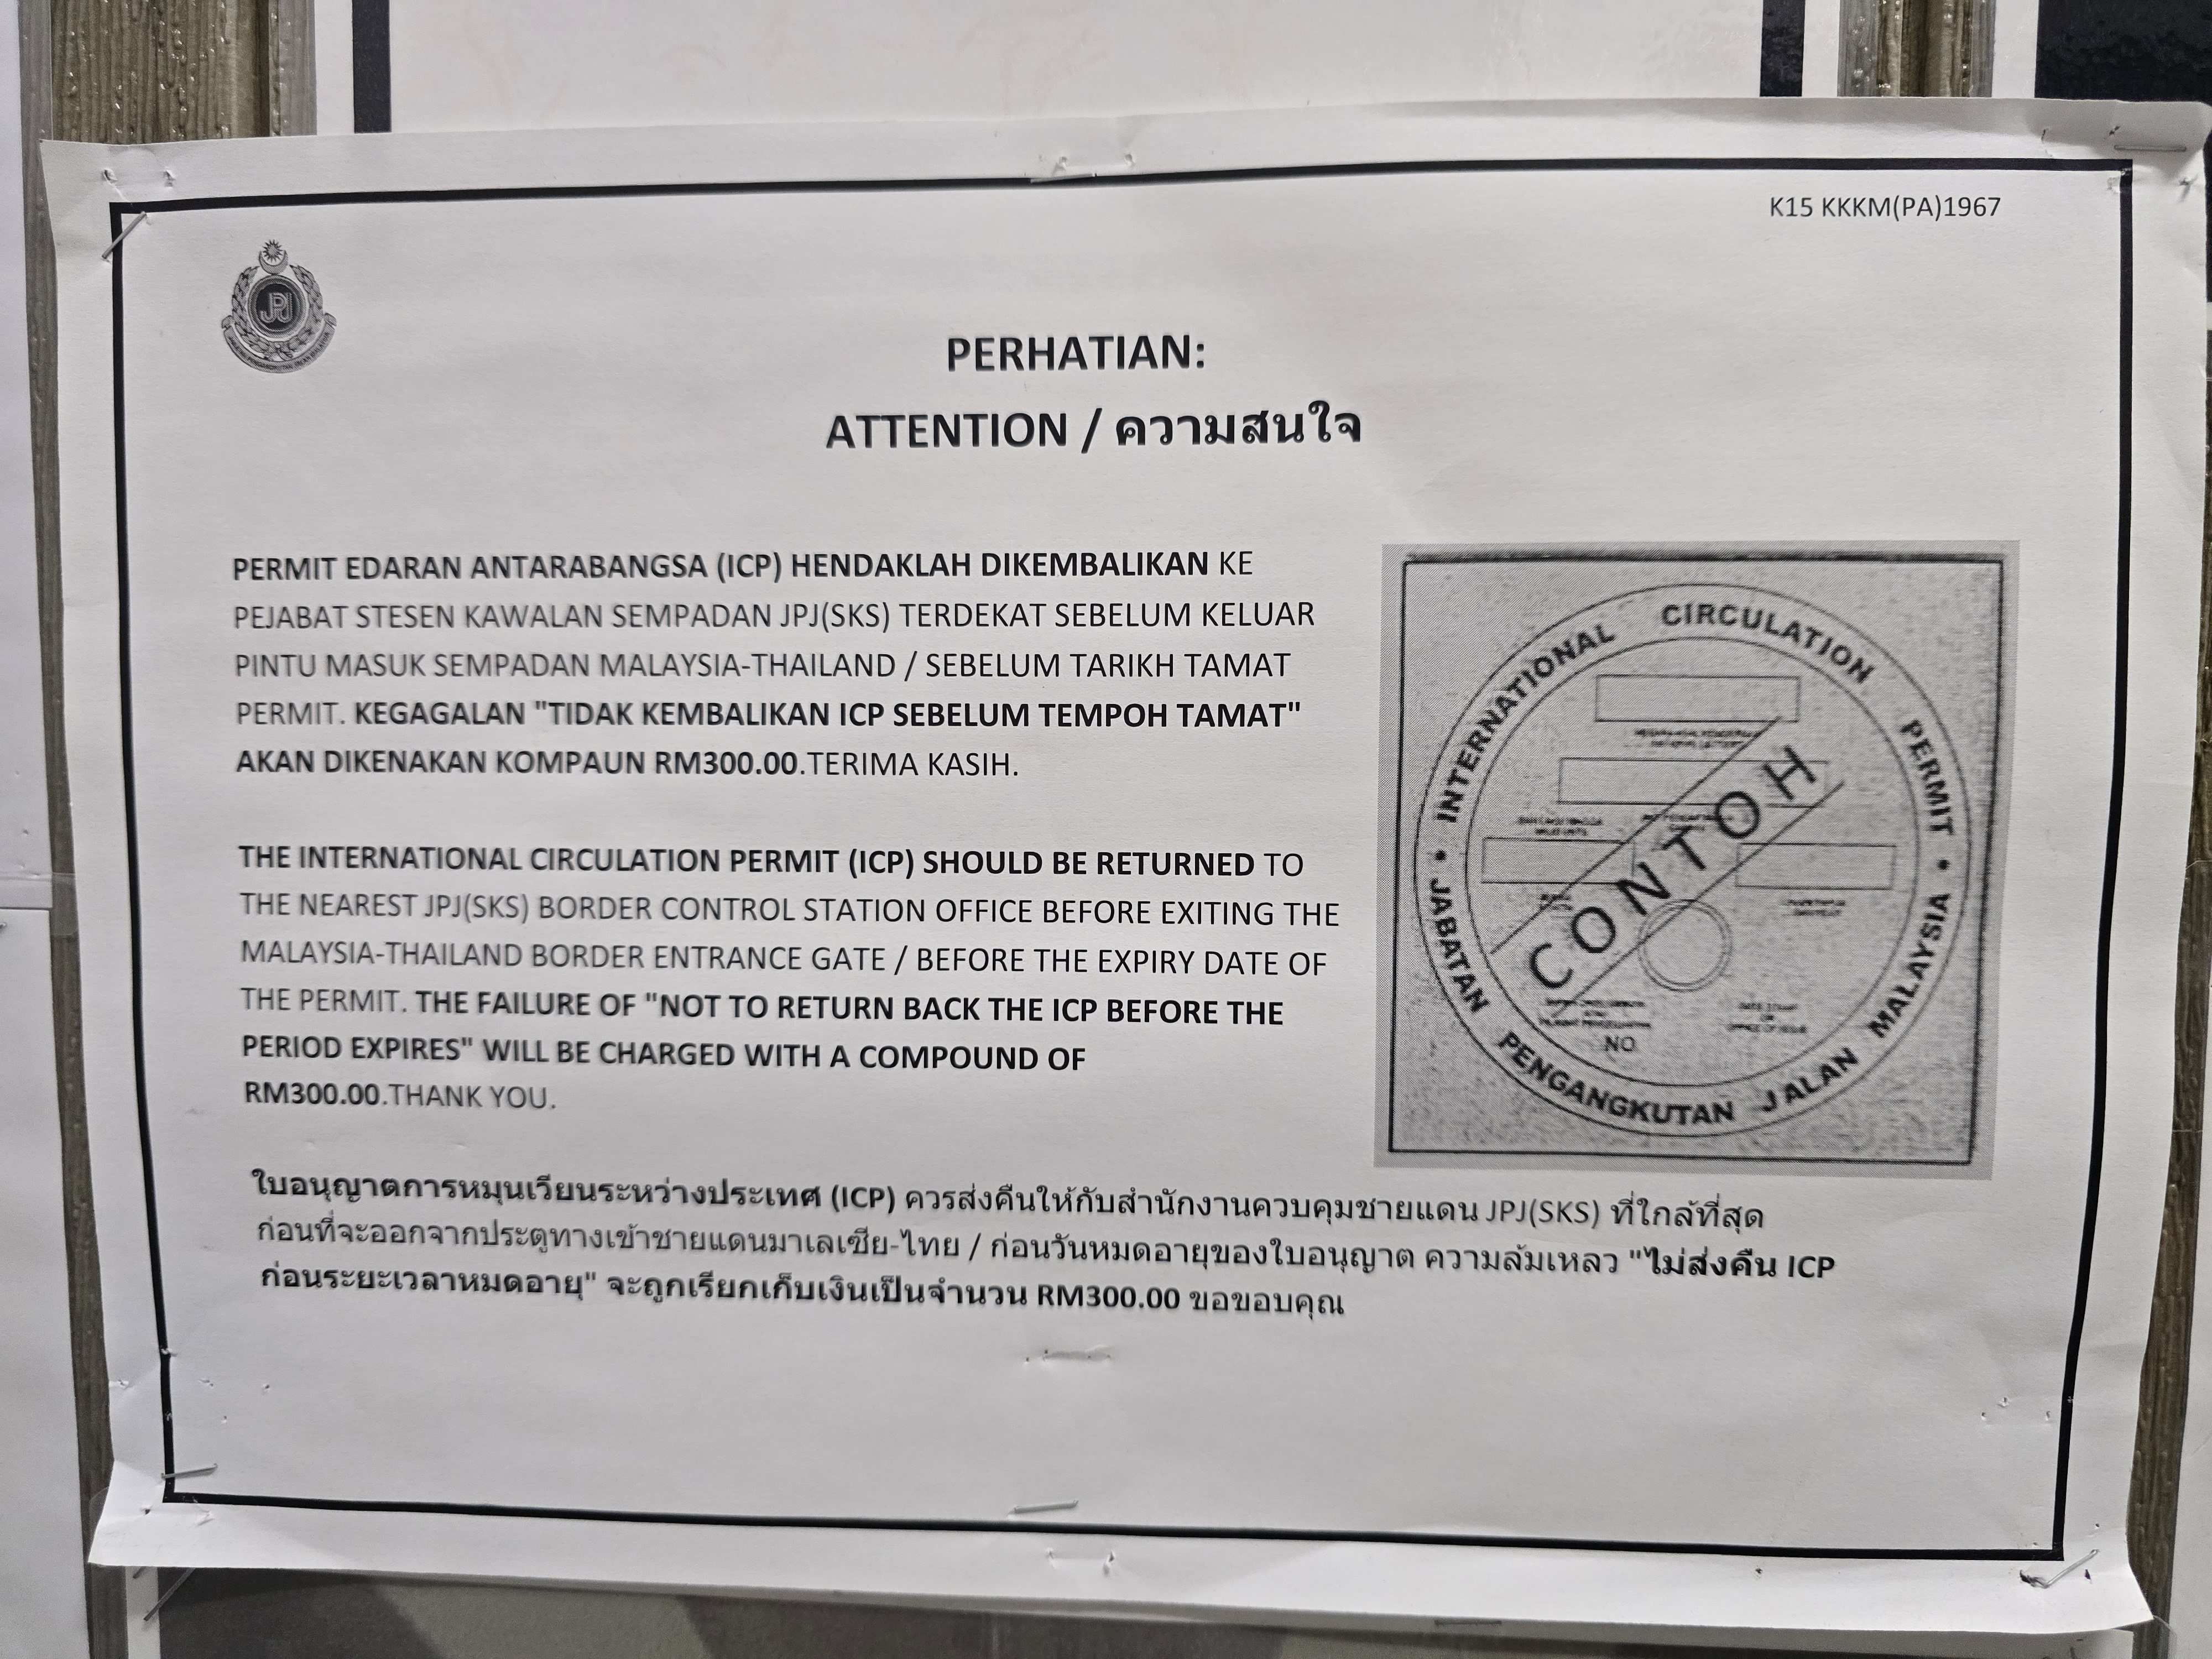 K15 KKKM(PA)1967
JPJ
PERHATIAN:
ATTENTION / ความสนใจ
PERMIT EDARAN ANTARABANGSA (ICP) HENDAKLAH DIKEMBALIKAN KE
PEJABAT STESEN KAWALAN SEMPADAN JPJ(SKS) TERDEKAT SEBELUM KELUAR
PINTU MASUK SEMPADAN MALAYSIA-THAILAND / SEBELUM TARIKH TAMAT
PERMIT. KEGAGALAN "TIDAK KEMBALIKAN ICP SEBELUM TEMPOH TAMAT"
AKAN DIKENAKAN KOMPAUN RM300.00.TERIMA KASIH.
THE INTERNATIONAL CIRCULATION PERMIT (ICP) SHOULD BE RETURNED TO
THE NEAREST JPJ(SKS) BORDER CONTROL STATION OFFICE BEFORE EXITING THE
MALAYSIA-THAILAND BORDER ENTRANCE GATE / BEFORE THE EXPIRY DATE OF
THE PERMIT. THE FAILURE OF "NOT TO RETURN BACK THE ICP BEFORE THE
PERIOD EXPIRES" WILL BE CHARGED WITH A COMPOUND OF
RM300.00.THANK YOU.
INTERNATIONAL CIRCULATION PERMIT
CONTOH
NO
JABATAN PENGANGKUTAN JALAN MALAYSIA
ใบอนุญาตการหมุนเวียนระหว่างประเทศ (ICP) ควรส่งคืนให้กับสำนักงานควบคุมชายแดน JPJ(SKS) ที่ใกล้ที่สุด
ก่อนที่จะออกจากประตูทางเข้าชายแดนมาเลเซีย-ไทย / ก่อนวันหมดอายุของใบอนุญาต ความล้มเหลว "ไม่ส่งคืน ICP
ก่อนระยะเวลาหมดอายุ" จะถูกเรียกเก็บเงินเป็นจำนวน RM300.00 ขอขอบคุณ